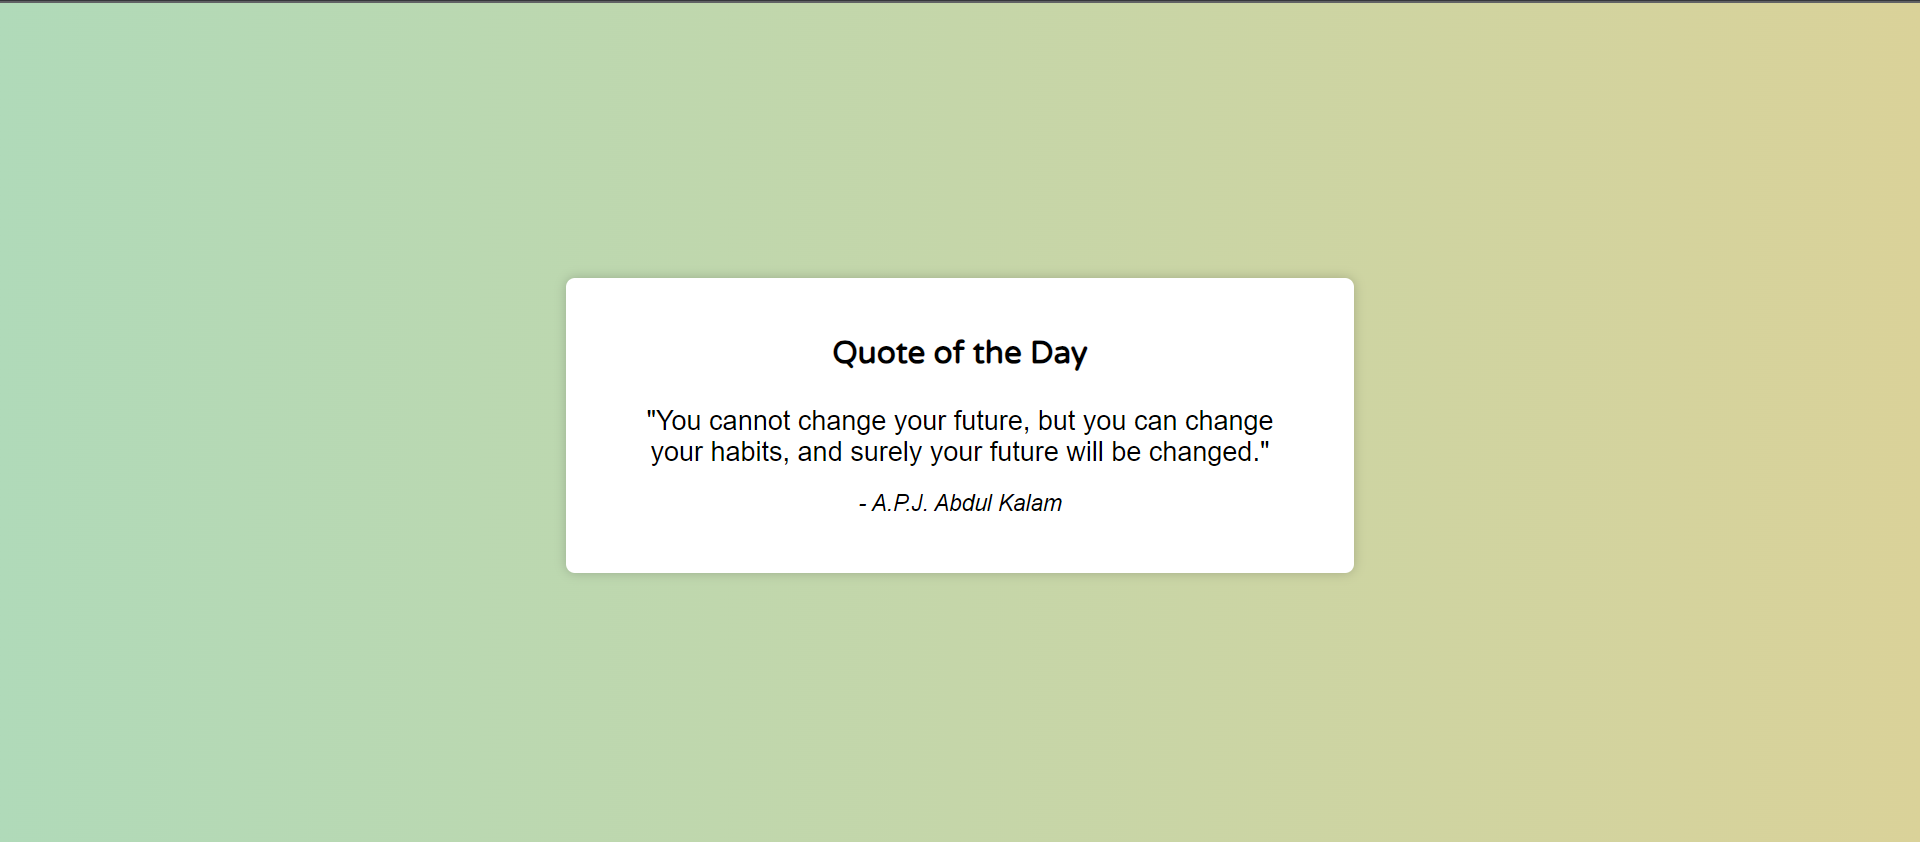 Quote of the Day
"You cannot change your future, but you can change
your habits, and surely your future will be changed."
- A.P.J. Abdul Kalam